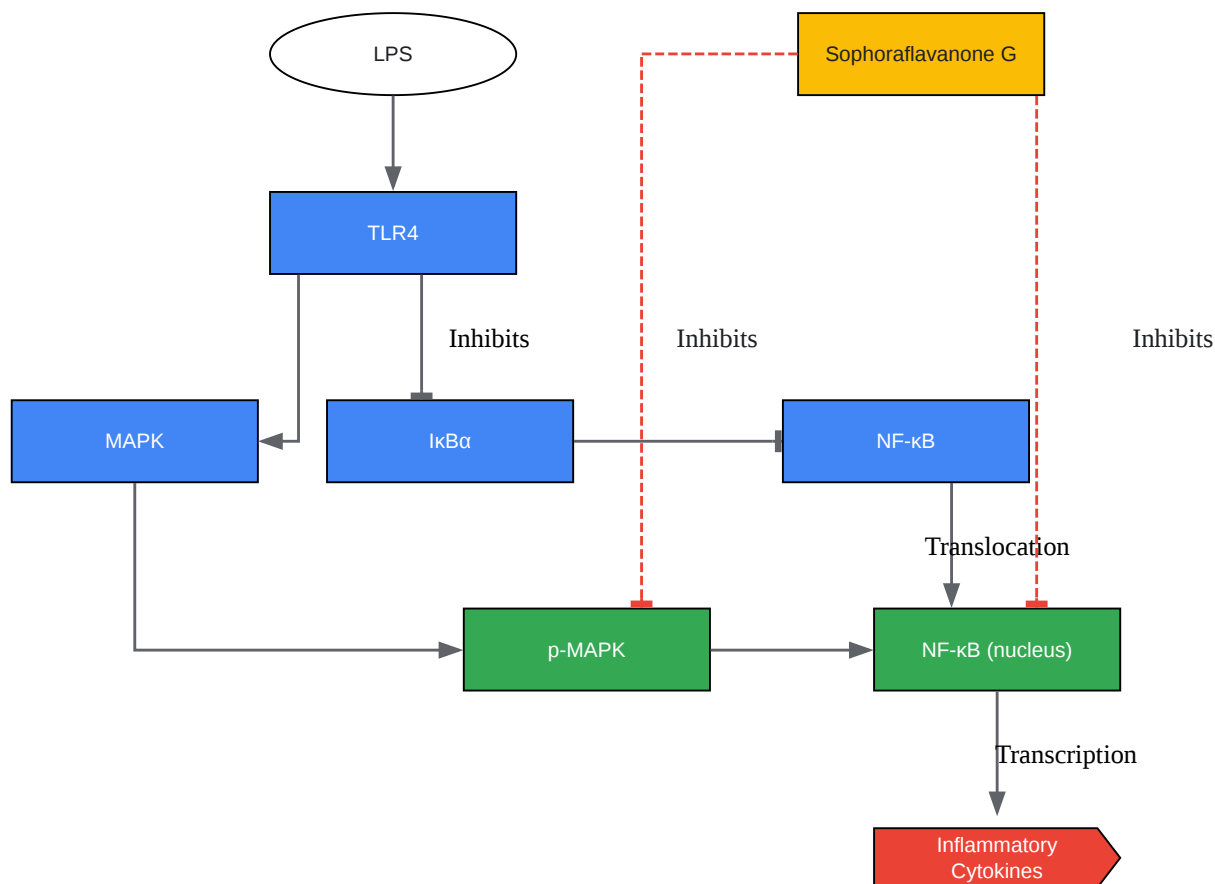 LPS
Sophoraflavanone G
TLR4
Inhibits
Inhibits
Inhibits
MAPK
IκBα
NF-κB
Translocation
p-MAPK
NF-κB (nucleus)
Transcription
Inflammatory
Cytokines